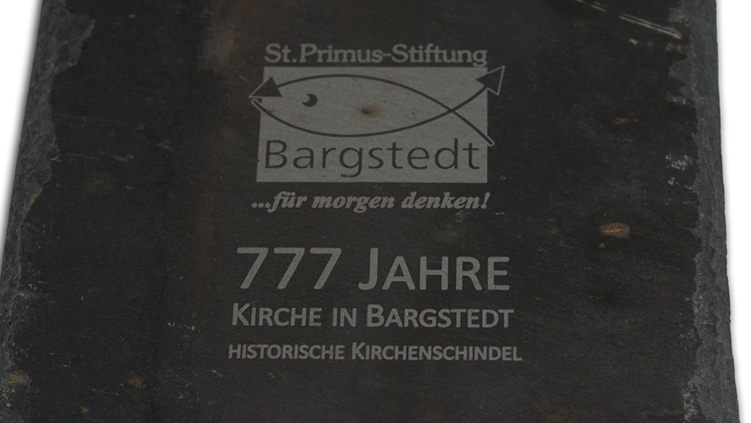 St.Primus-Stiftung
Bargstedt
...für morgen denken!
777 JAHRE
KIRCHE IN BARGSTEDT
HISTORISCHE KIRCHENSCHINDEL